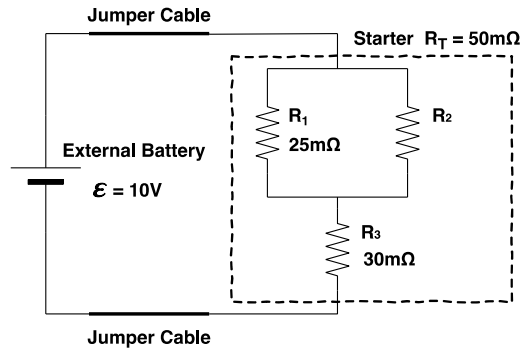 Jumper Cable
Starter R_T = 50mΩ
R₁
25mΩ
R₂
External Battery
ℰ = 10V
R₃
30mΩ
Jumper Cable